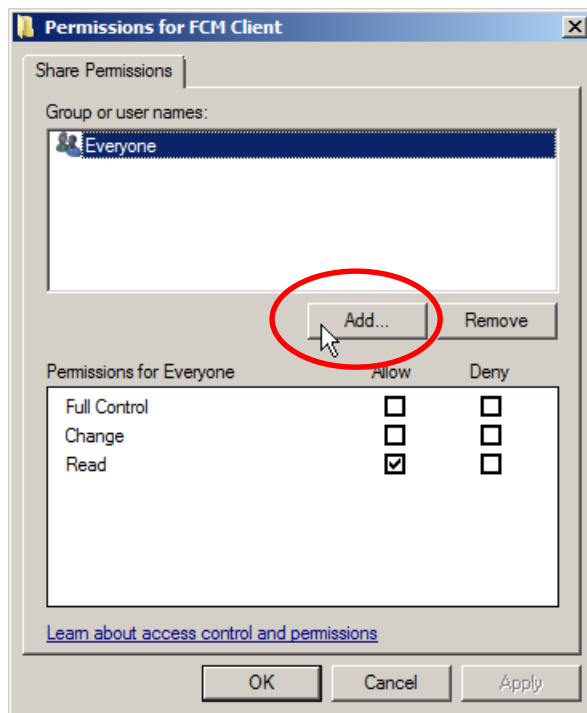 Permissions for FCM Client
Share Permissions
Group or user names:
Everyone
Add... Remove
Permissions for Everyone Allow Deny
Full Control
Change
Read
Learn about access control and permissions
OK Cancel Apply